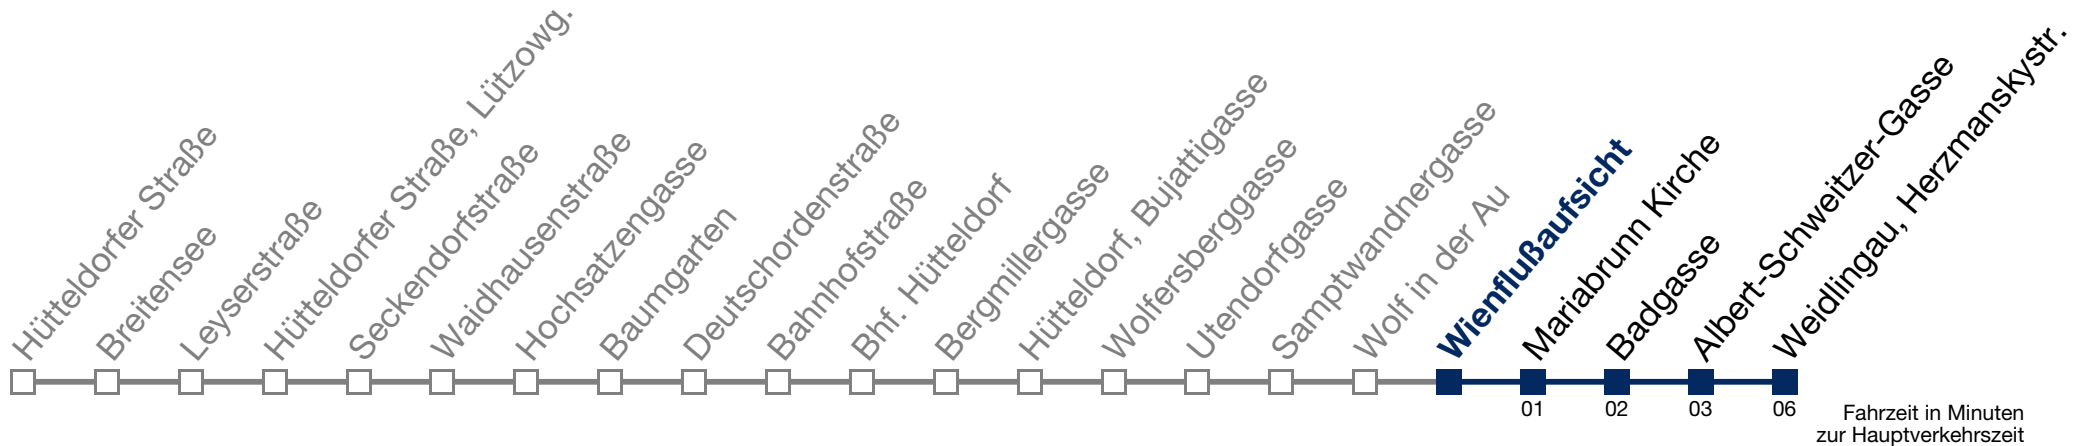 Hütteldorfer Straße
Breitensee
Leyserstraße
Hütteldorfer Straße, Lützowg.
Seckendorfstraße
Waidhausenstraße
Hochsatzengasse
Baumgarten
Deutschordenstraße
Bahnhofstraße
Bhf. Hütteldorf
Bergmillergasse
Hütteldorf, Bujattigasse
Wolfersberggasse
Utendorfgasse
Samptwandnergasse
Wolf in der Au
Wienflußaufsicht
Mariabrunn Kirche
Badgasse
Albert-Schweitzer-Gasse
Weidlingau, Herzmanskystr.
01
02
03
06
Fahrzeit in Minuten
zur Hauptverkehrszeit